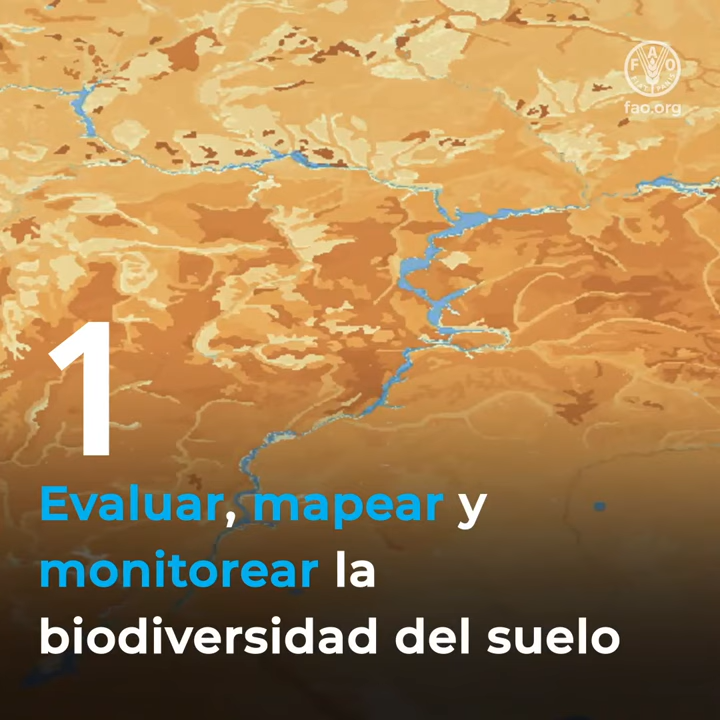 FAO
fao.org
1
Evaluar, mapear y
monitorear la
biodiversidad del suelo